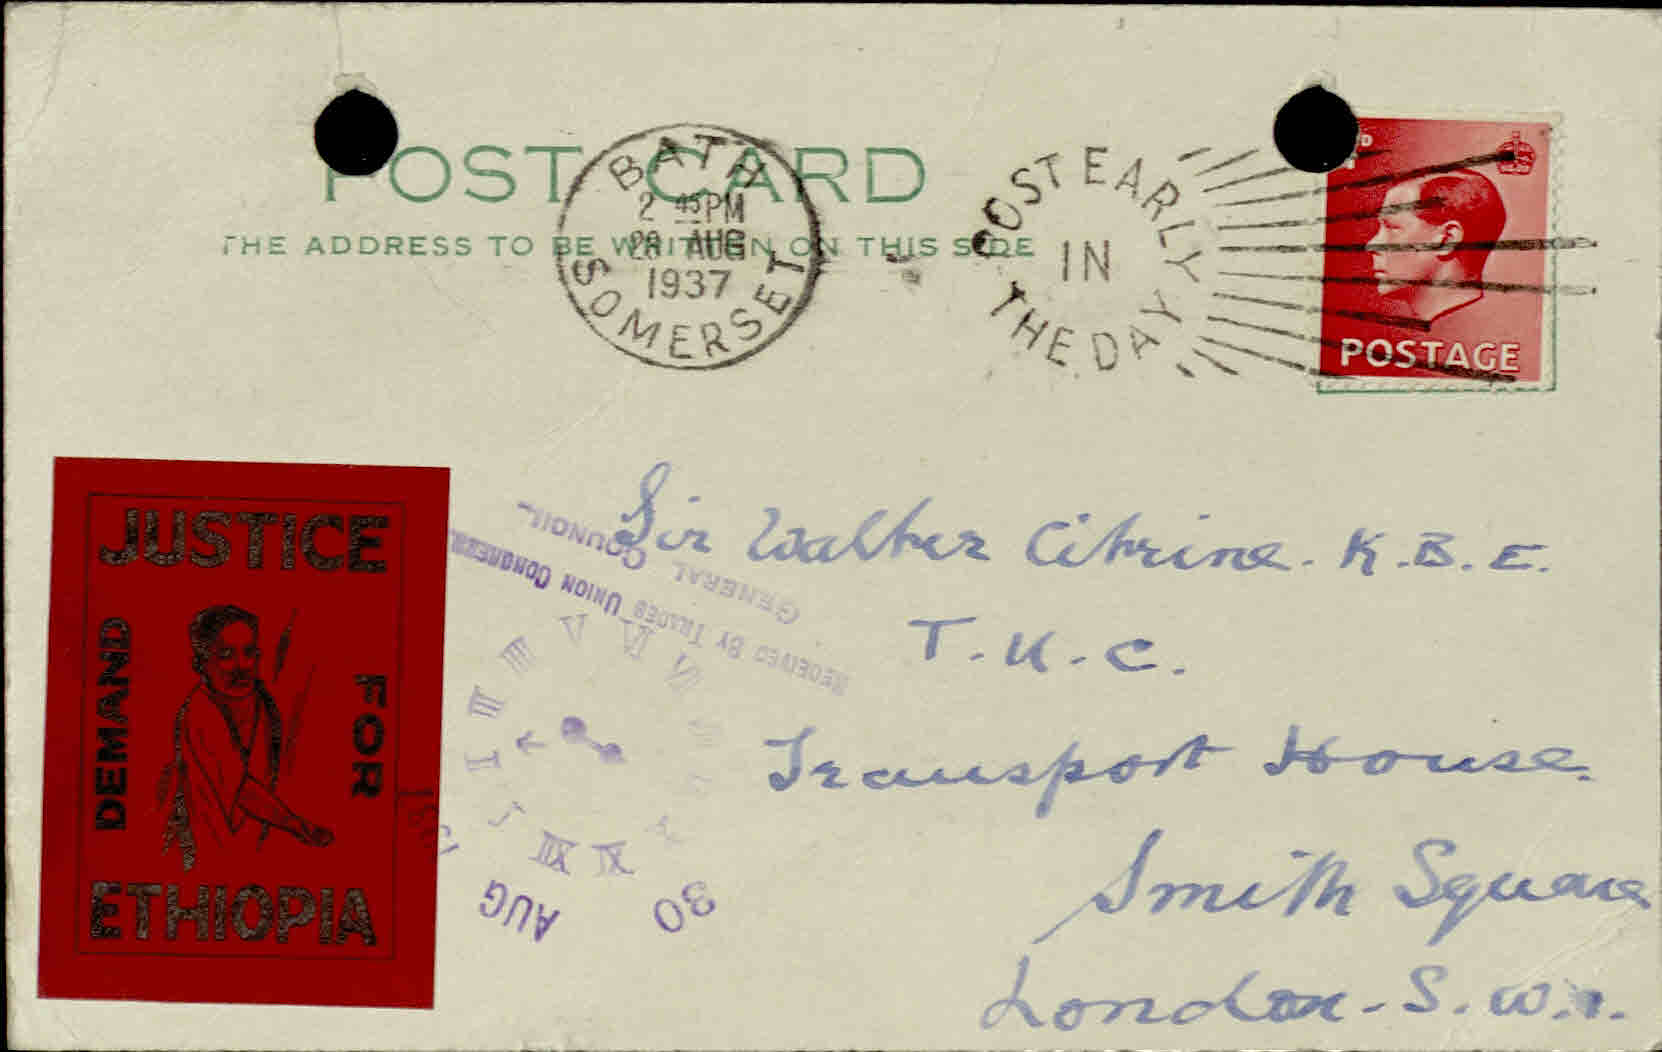 POST CARD
THE ADDRESS TO BE WRITTEN ON THIS SIDE
BATH
2 45 PM
28 AUG
1937
SOMERSET
POST EARLY
IN
THE DAY
POSTAGE
JUSTICE
DEMAND
FOR
ETHIOPIA
RECEIVED BY TRADES UNION CONGRESS
GENERAL COUNCIL
30 AUG
Sir Walter Citrine. K.B.E.
T.U.C.
Transport House.
Smith Square
London. S.W.1.